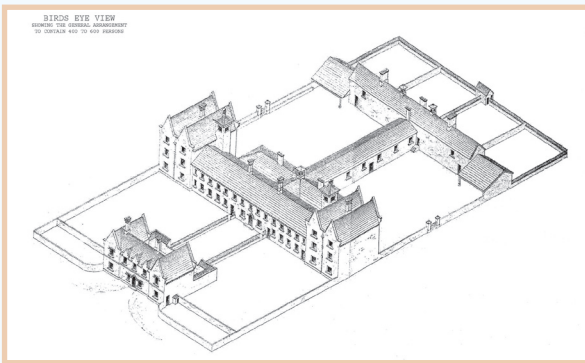 BIRDS EYE VIEW
SHOWING THE GENERAL ARRANGEMENT
TO CONTAIN 400 TO 600 PERSONS